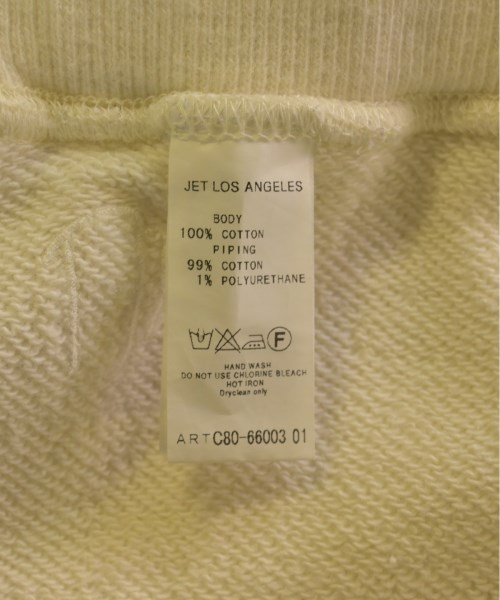 JET LOS ANGELES
BODY
100% COTTON
PIPING
99% COTTON
1% POLYURETHANE
F
HAND WASH
DO NOT USE CHLORINE BLEACH
HOT IRON
Dryclean only
ART C80-66003 01